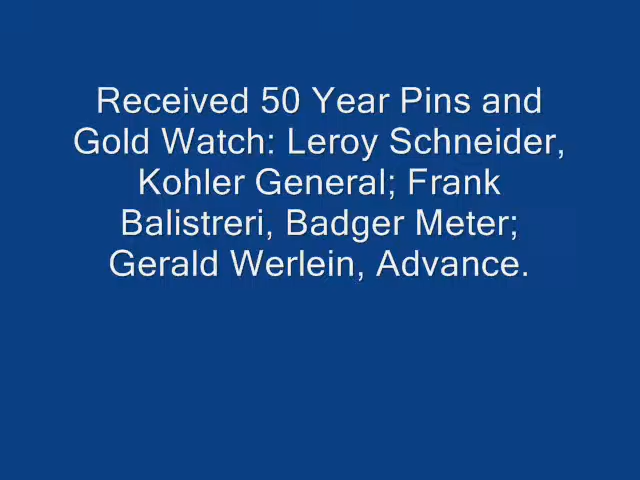 Received 50 Year Pins and
Gold Watch: Leroy Schneider,
Kohler General; Frank
Balistreri, Badger Meter;
Gerald Werlein, Advance.